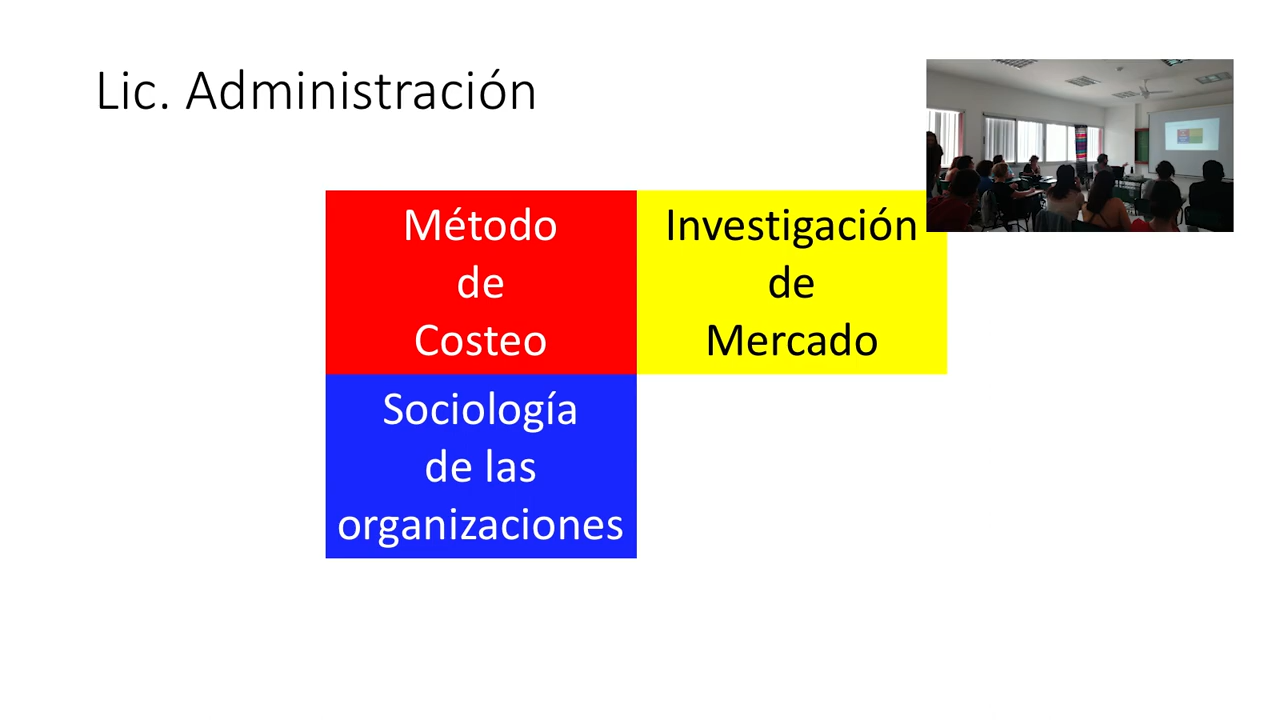 Lic. Administración
Método
de
Costeo
Investigación
de
Mercado
Sociología
de las
organizaciones